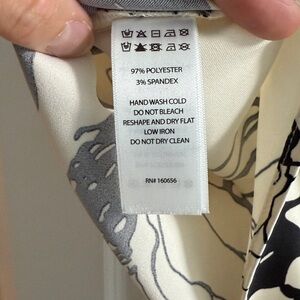 97% POLYESTER
3% SPANDEX
HAND WASH COLD
DO NOT BLEACH
RESHAPE AND DRY FLAT
LOW IRON
DO NOT DRY CLEAN
RN# 160656